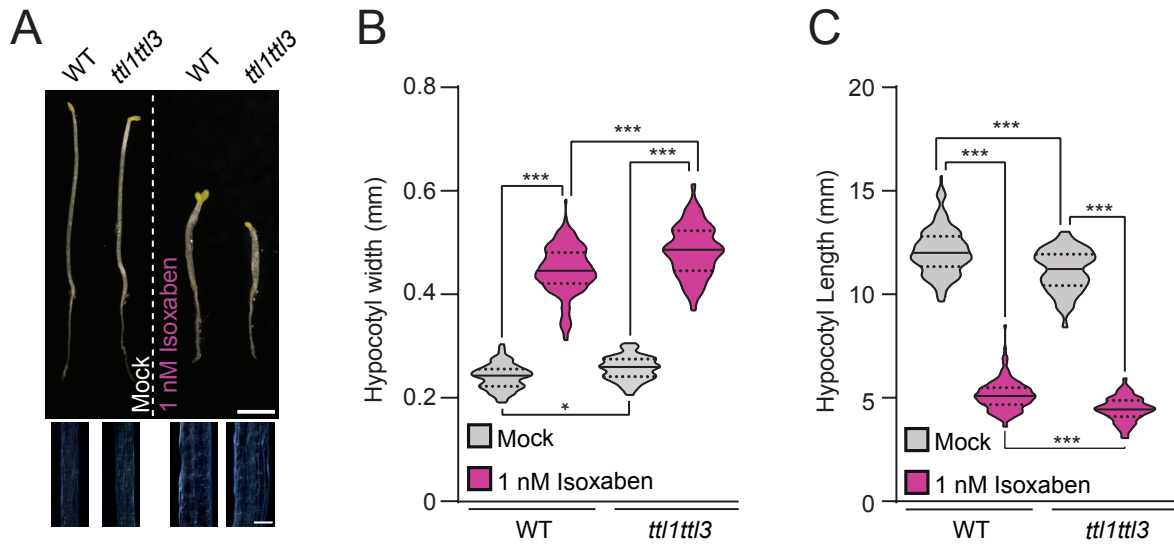 A
WT
ttl1ttl3
WT
ttl1ttl3
Mock
1 nM Isoxaben
B
Hypocotyl width (mm)
0.8
0.6
0.4
0.2
0
***
***
***
*
Mock
1 nM Isoxaben
WT
ttl1ttl3
C
Hypocotyl Length (mm)
20
15
10
5
0
***
***
***
***
Mock
1 nM Isoxaben
WT
ttl1ttl3